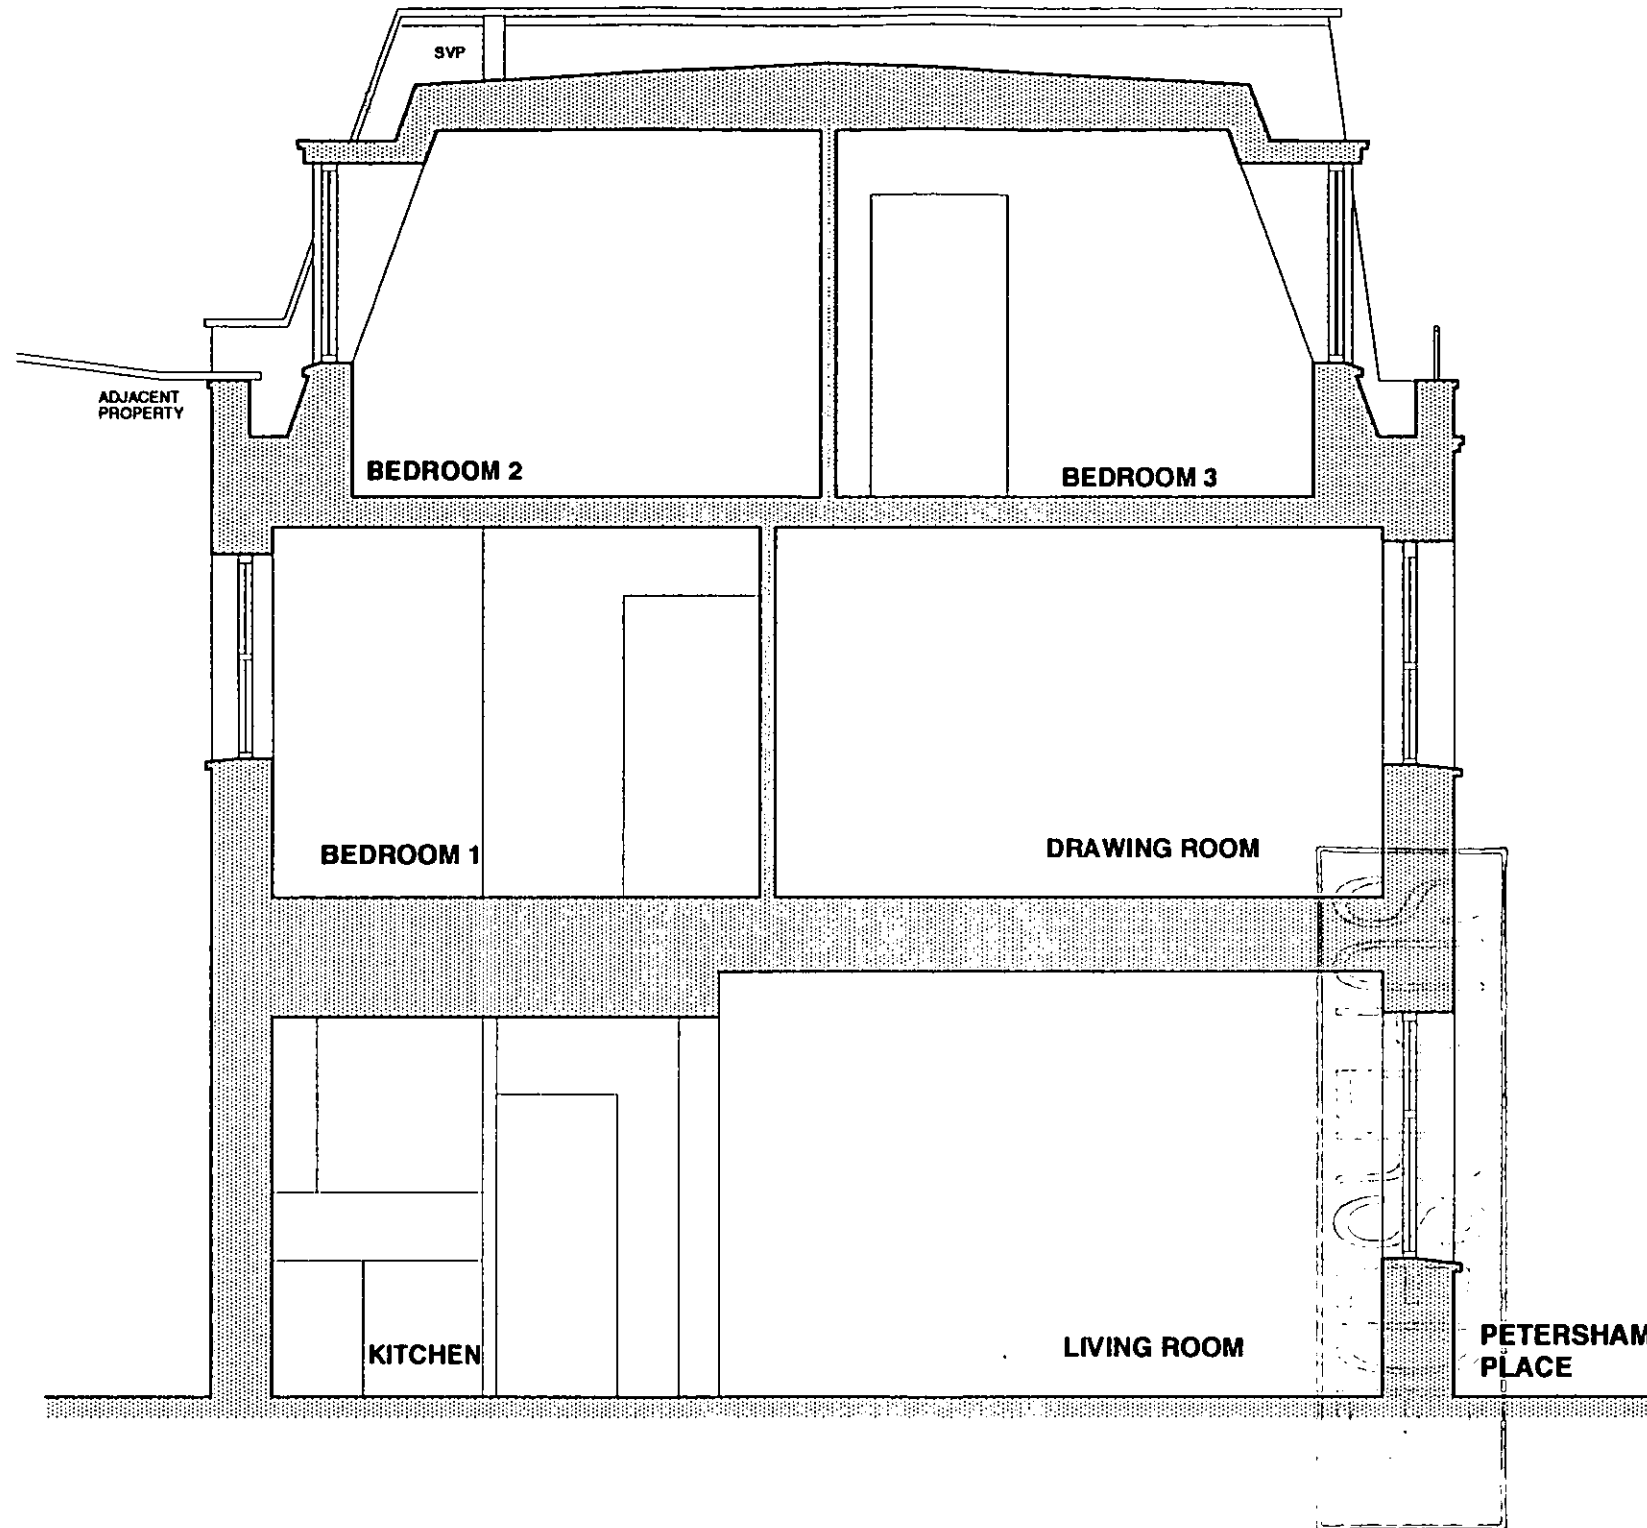 SVP
ADJACENT
PROPERTY
BEDROOM 2
BEDROOM 3
BEDROOM 1
DRAWING ROOM
KITCHEN
LIVING ROOM
PETERSHAM
PLACE